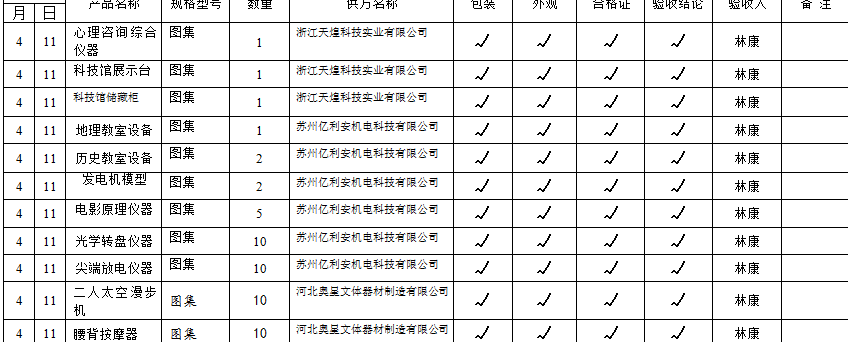 产品名称 规格型号 数量 供方名称 包装 外观 合格证 验收结论 验收人 备 注
月 日
4 11 心理咨询综合 图集 1 浙江天煌科技实业有限公司 ✓ ✓ ✓ ✓ 林康
仪器
4 11 科技馆展示台 图集 1 浙江天煌科技实业有限公司 ✓ ✓ ✓ ✓ 林康
4 11 科技馆储藏柜 图集 1 浙江天煌科技实业有限公司 ✓ ✓ ✓ ✓ 林康
4 11 地理教室设备 图集 1 苏州亿利安机电科技有限公司 ✓ ✓ ✓ ✓ 林康
4 11 历史教室设备 图集 2 苏州亿利安机电科技有限公司 ✓ ✓ ✓ ✓ 林康
4 11 发电机模型 图集 2 苏州亿利安机电科技有限公司 ✓ ✓ ✓ ✓ 林康
4 11 电影原理仪器 图集 5 苏州亿利安机电科技有限公司 ✓ ✓ ✓ ✓ 林康
4 11 光学转盘仪器 图集 10 苏州亿利安机电科技有限公司 ✓ ✓ ✓ ✓ 林康
4 11 尖端放电仪器 图集 10 苏州亿利安机电科技有限公司 ✓ ✓ ✓ ✓ 林康
4 11 二人太空漫步 图集 10 河北奥星文体器材制造有限公司 ✓ ✓ ✓ ✓ 林康
机
4 11 腰背按摩器 图集 10 河北奥星文体器材制造有限公司 ✓ ✓ ✓ ✓ 林康